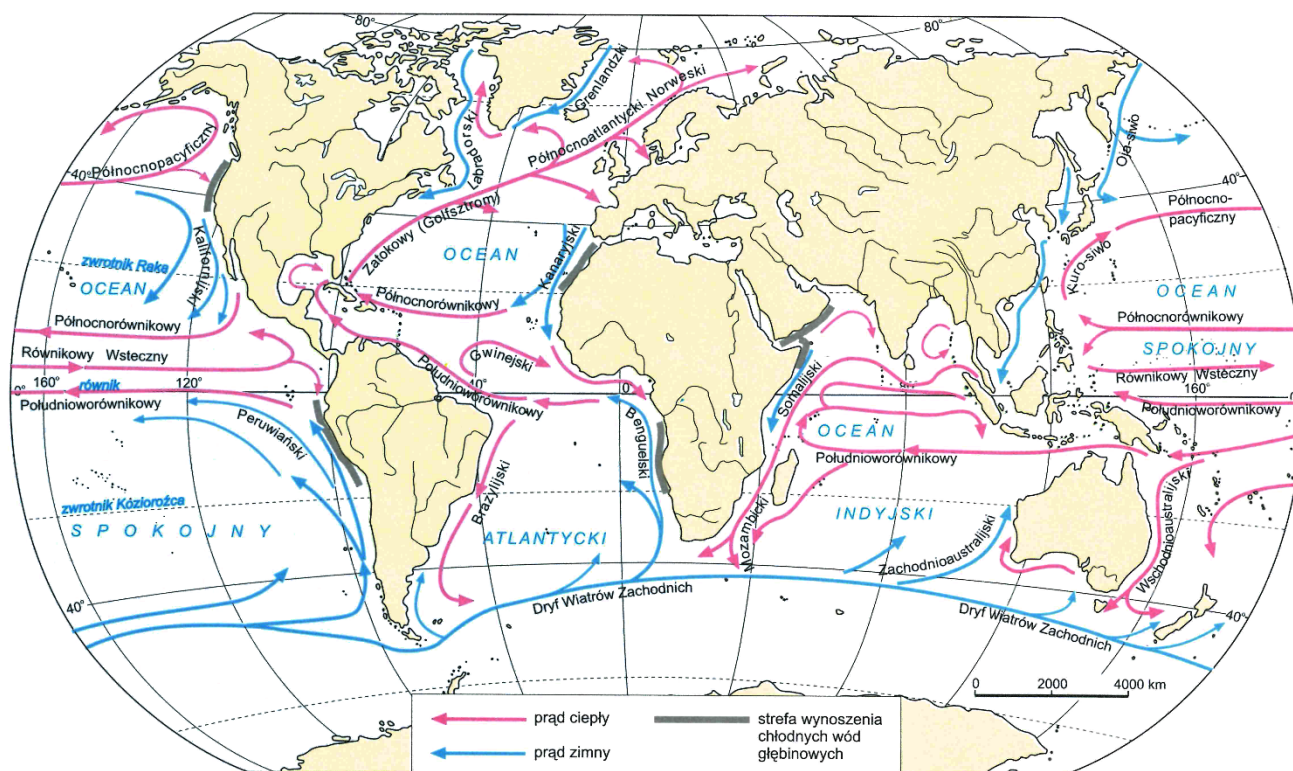 80°
80°
Grenlandzki
Norweski
Północnoatlantycki
Labradorski
Północnopacyficzny
40°
Oja-siwo
40°
Północno-
pacyficzny
Zatokowy (Golfsztrom)
OCEAN
Kanaryjski
Kalifornijski
zwrotnik Raka
OCEAN
Kuro-siwo
OCEAN
Północnorównikowy
Północnorównikowy
Północnorównikowy
SPOKOJNY
Równikowy Wsteczny
Gwinejski
Somalijski
Równikowy Wsteczny
160°
120°
równik
40°
0°
160°
Południoworównikowy
Południoworównikowy
Południoworównikowy
Peruwiański
Benguelski
OCEAN
Południoworównikowy
Brazylijski
Mozambicki
zwrotnik Kóziorożca
SPOKOJNY
ATLANTYCKI
INDYJSKI
Zachodnioaustralijski
Wschodnioaustralijski
40°
Dryf Wiatrów Zachodnich
Dryf Wiatrów Zachodnich
40°
0 2000 4000 km
prąd ciepły
prąd zimny
strefa wynoszenia
chłodnych wód
głębinowych